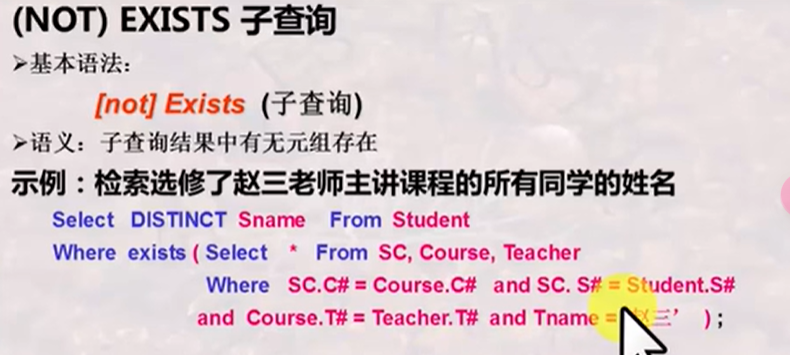 (NOT) EXISTS 子查询
➢基本语法：
[not] Exists (子查询)
➢语义：子查询结果中有无元组存在
示例：检索选修了赵三老师主讲课程的所有同学的姓名
Select DISTINCT Sname From Student
Where exists ( Select * From SC, Course, Teacher
Where SC.C# = Course.C# and SC. S# = Student.S#
and Course.T# = Teacher.T# and Tname = 赵三’ ) ;